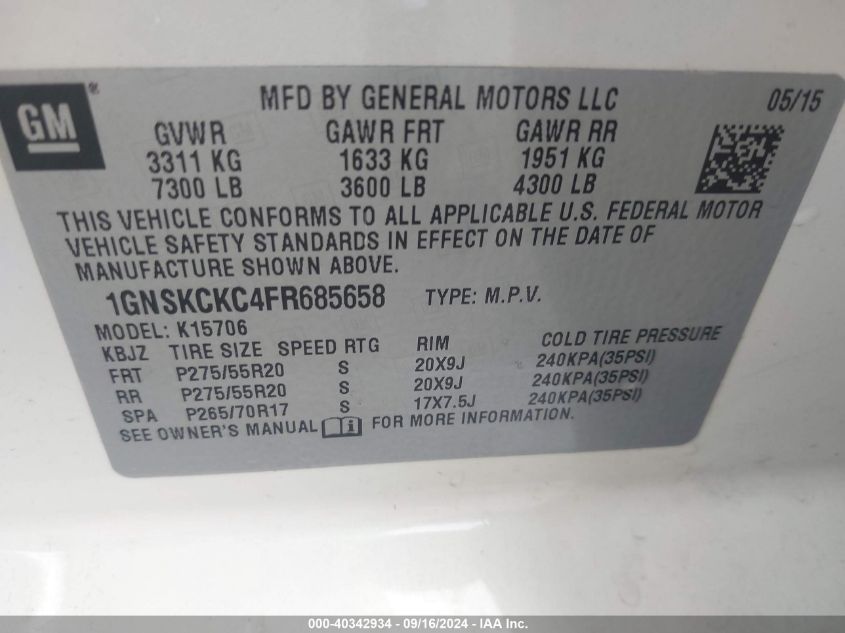 GM®
MFD BY GENERAL MOTORS LLC 05/15
GVWR GAWR FRT GAWR RR
3311 KG 1633 KG 1951 KG
7300 LB 3600 LB 4300 LB
THIS VEHICLE CONFORMS TO ALL APPLICABLE U.S. FEDERAL MOTOR
VEHICLE SAFETY STANDARDS IN EFFECT ON THE DATE OF
MANUFACTURE SHOWN ABOVE.
1GNSKCKC4FR685658 TYPE: M.P.V.
MODEL: K15706
KBJZ TIRE SIZE SPEED RTG RIM COLD TIRE PRESSURE
FRT P275/55R20 S 20X9J 240KPA(35PSI)
RR P275/55R20 S 20X9J 240KPA(35PSI)
SPA P265/70R17 S 17X7.5J 240KPA(35PSI)
SEE OWNER'S MANUAL FOR MORE INFORMATION.
000-40342934 - 09/16/2024 - IAA Inc.